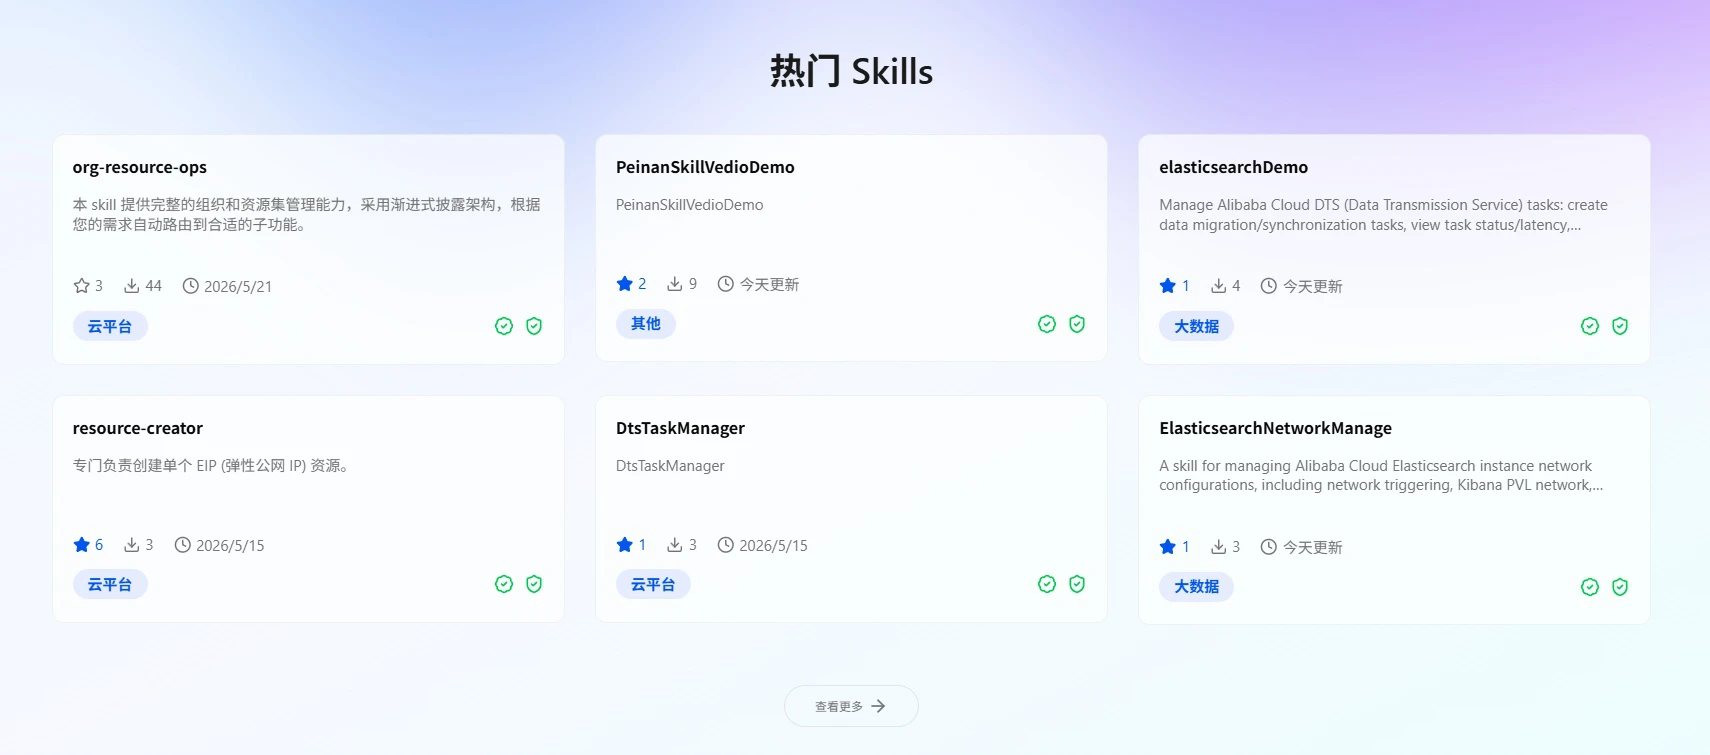 热门 Skills
org-resource-ops
本 skill 提供完整的组织和资源集管理能力，采用渐进式披露架构，根据
您的需求自动路由到合适的子功能。
3 44 2026/5/21
云平台
PeinanSkillVedioDemo
PeinanSkillVedioDemo
2 9 今天更新
其他
elasticsearchDemo
Manage Alibaba Cloud DTS (Data Transmission Service) tasks: create
data migration/synchronization tasks, view task status/latency,...
1 4 今天更新
大数据
resource-creator
专门负责创建单个 EIP (弹性公网 IP) 资源。
6 3 2026/5/15
云平台
DtsTaskManager
DtsTaskManager
1 3 2026/5/15
云平台
ElasticsearchNetworkManage
A skill for managing Alibaba Cloud Elasticsearch instance network
configurations, including network triggering, Kibana PVL network,...
1 3 今天更新
大数据
查看更多